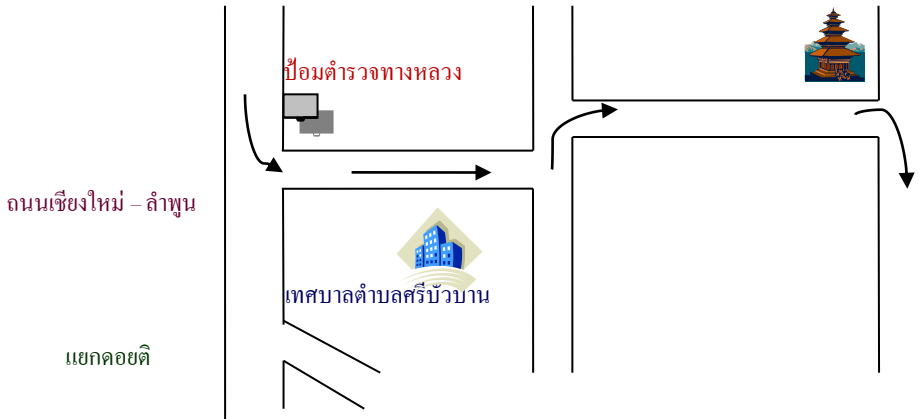 ป้อมตำรวจทางหลวง
ถนนเชียงใหม่ – ลำพูน
เทศบาลตำบลศรีบัวบาน
แยกดอยติ